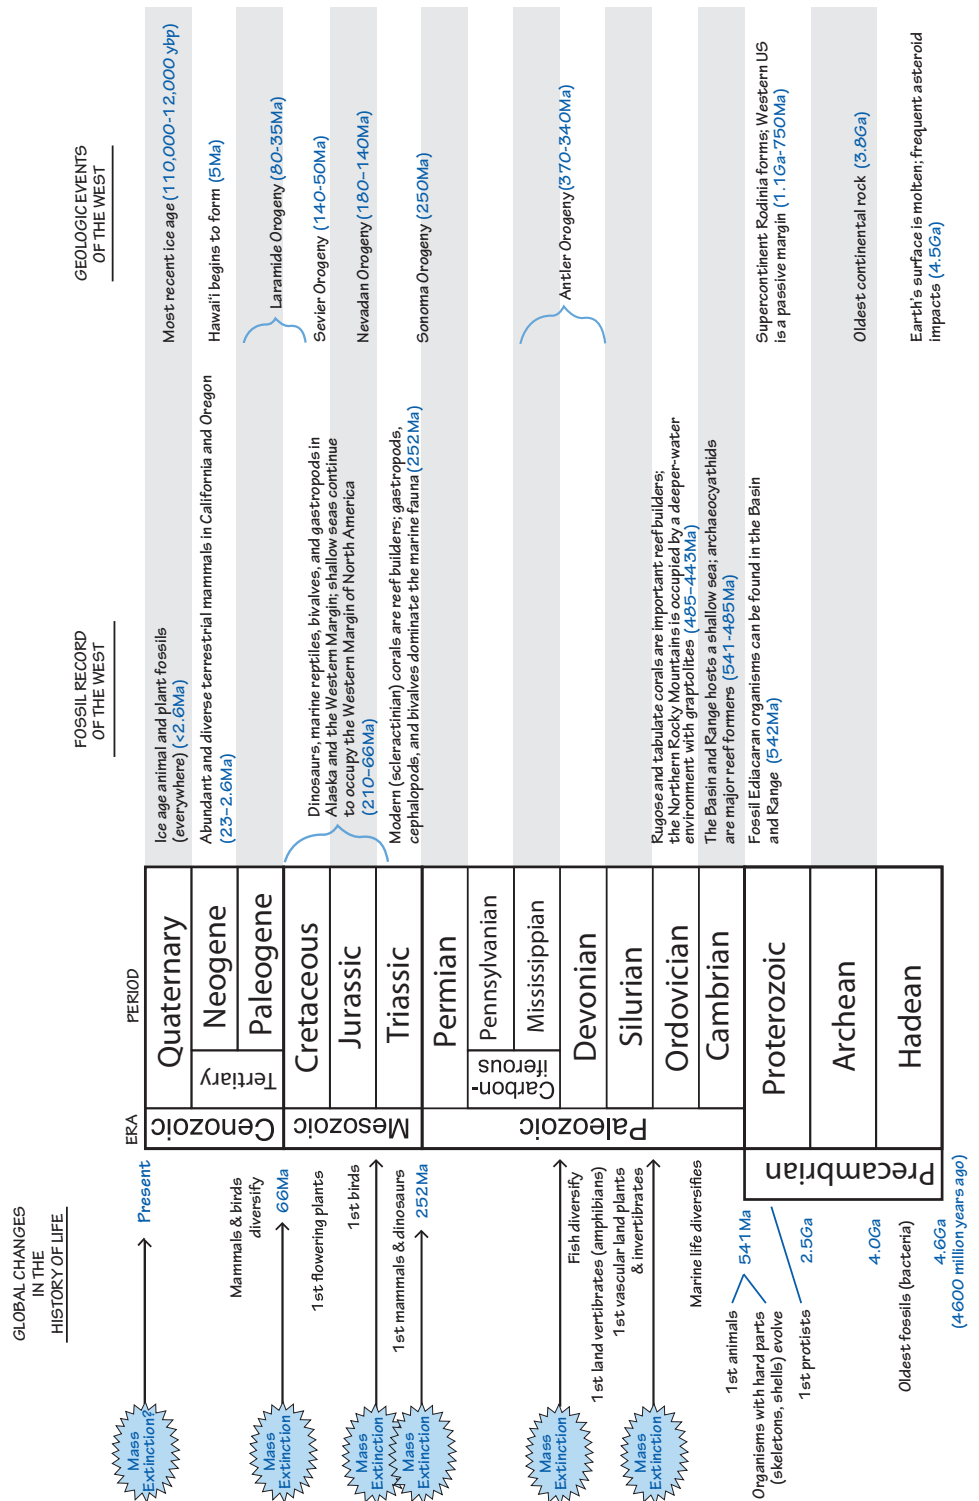 GLOBAL CHANGES
IN THE
HISTORY OF LIFE
ERA
PERIOD
FOSSIL RECORD
OF THE WEST
GEOLOGIC EVENTS
OF THE WEST
Mass
Extinction?
Present
Mammals & birds
diversify
Mass
Extinction
66Ma
1st flowering plants
1st birds
Mass
Extinction
1st mammals & dinosaurs
Mass
Extinction
252Ma
Mass
Extinction
Fish diversify
1st land vertibrates (amphibians)
1st vascular land plants
& invertibrates
Mass
Extinction
Marine life diversifies
1st animals
541Ma
Organisms with hard parts
(skeletons, shells) evolve
1st protists
2.5Ga
4.0Ga
Oldest fossils (bacteria)
4.6Ga
(4600 million years ago)
Cenozoic
Mesozoic
Paleozoic
Precambrian
Tertiary
Carbon-
iferous
Quaternary
Neogene
Paleogene
Cretaceous
Jurassic
Triassic
Permian
Pennsylvanian
Mississippian
Devonian
Silurian
Ordovician
Cambrian
Proterozoic
Archean
Hadean
Ice age animal and plant fossils
(everywhere) (<2.6Ma)
Abundant and diverse terrestrial mammals in California and Oregon
(23–2.6Ma)
Dinosaurs, marine reptiles, bivalves, and gastropods in
Alaska and the Western Margin; shallow seas continue
to occupy the Western Margin of North America
(210–66Ma)
Modern (scleractinian) corals are reef builders; gastropods,
cephalopods, and bivalves dominate the marine fauna (252Ma)
Rugose and tabulate corals are important reef builders;
the Northern Rocky Mountains is occupied by a deeper-water
environment with graptolites (485–443Ma)
The Basin and Range hosts a shallow sea; archaeocyathids
are major reef formers (541-485Ma)
Fossil Ediacaran organisms can be found in the Basin
and Range (542Ma)
Most recent ice age (110,000-12,000 ybp)
Hawai'i begins to form (5Ma)
Laramide Orogeny (80-35Ma)
Sevier Orogeny (140-50Ma)
Nevadan Orogeny (180–140Ma)
Sonoma Orogeny (250Ma)
Antler Orogeny(370-340Ma)
Supercontinent Rodinia forms; Western US
is a passive margin (1.1Ga-750Ma)
Oldest continental rock (3.8Ga)
Earth's surface is molten; frequent asteroid
impacts (4.5Ga)